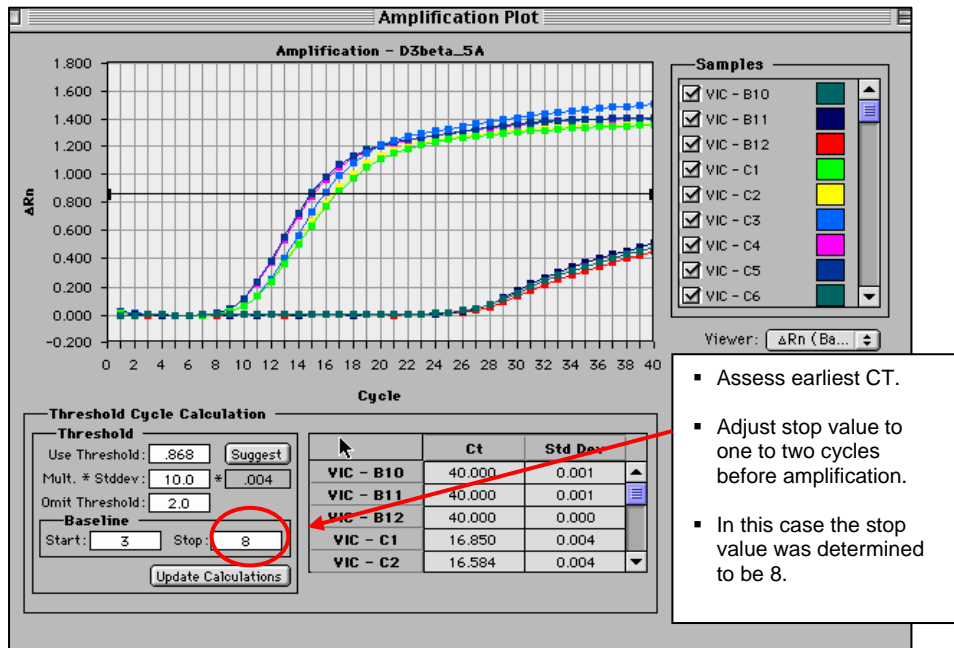 Amplification Plot
Amplification - D3beta_5A
1.800
1.600
1.400
1.200
1.000
0.800
0.600
0.400
0.200
0.000
-0.200
ΔRn
0 2 4 6 8 10 12 14 16 18 20 22 24 26 28 30 32 34 36 38 40
Cycle
Samples
VIC - B10
VIC - B11
VIC - B12
VIC - C1
VIC - C2
VIC - C3
VIC - C4
VIC - C5
VIC - C6
Viewer: ΔRn (Ba...
Threshold Cycle Calculation
Threshold
Use Threshold: .868 Suggest
Mult. * Stddev: 10.0 * .004
Omit Threshold: 2.0
Baseline
Start: 3 Stop: 8
Update Calculations
Ct Std Dev
VIC - B10 40.000 0.001
VIC - B11 40.000 0.001
VIC - B12 40.000 0.000
VIC - C1 16.850 0.004
VIC - C2 16.584 0.004
▪ Assess earliest CT.
▪ Adjust stop value to
one to two cycles
before amplification.
▪ In this case the stop
value was determined
to be 8.